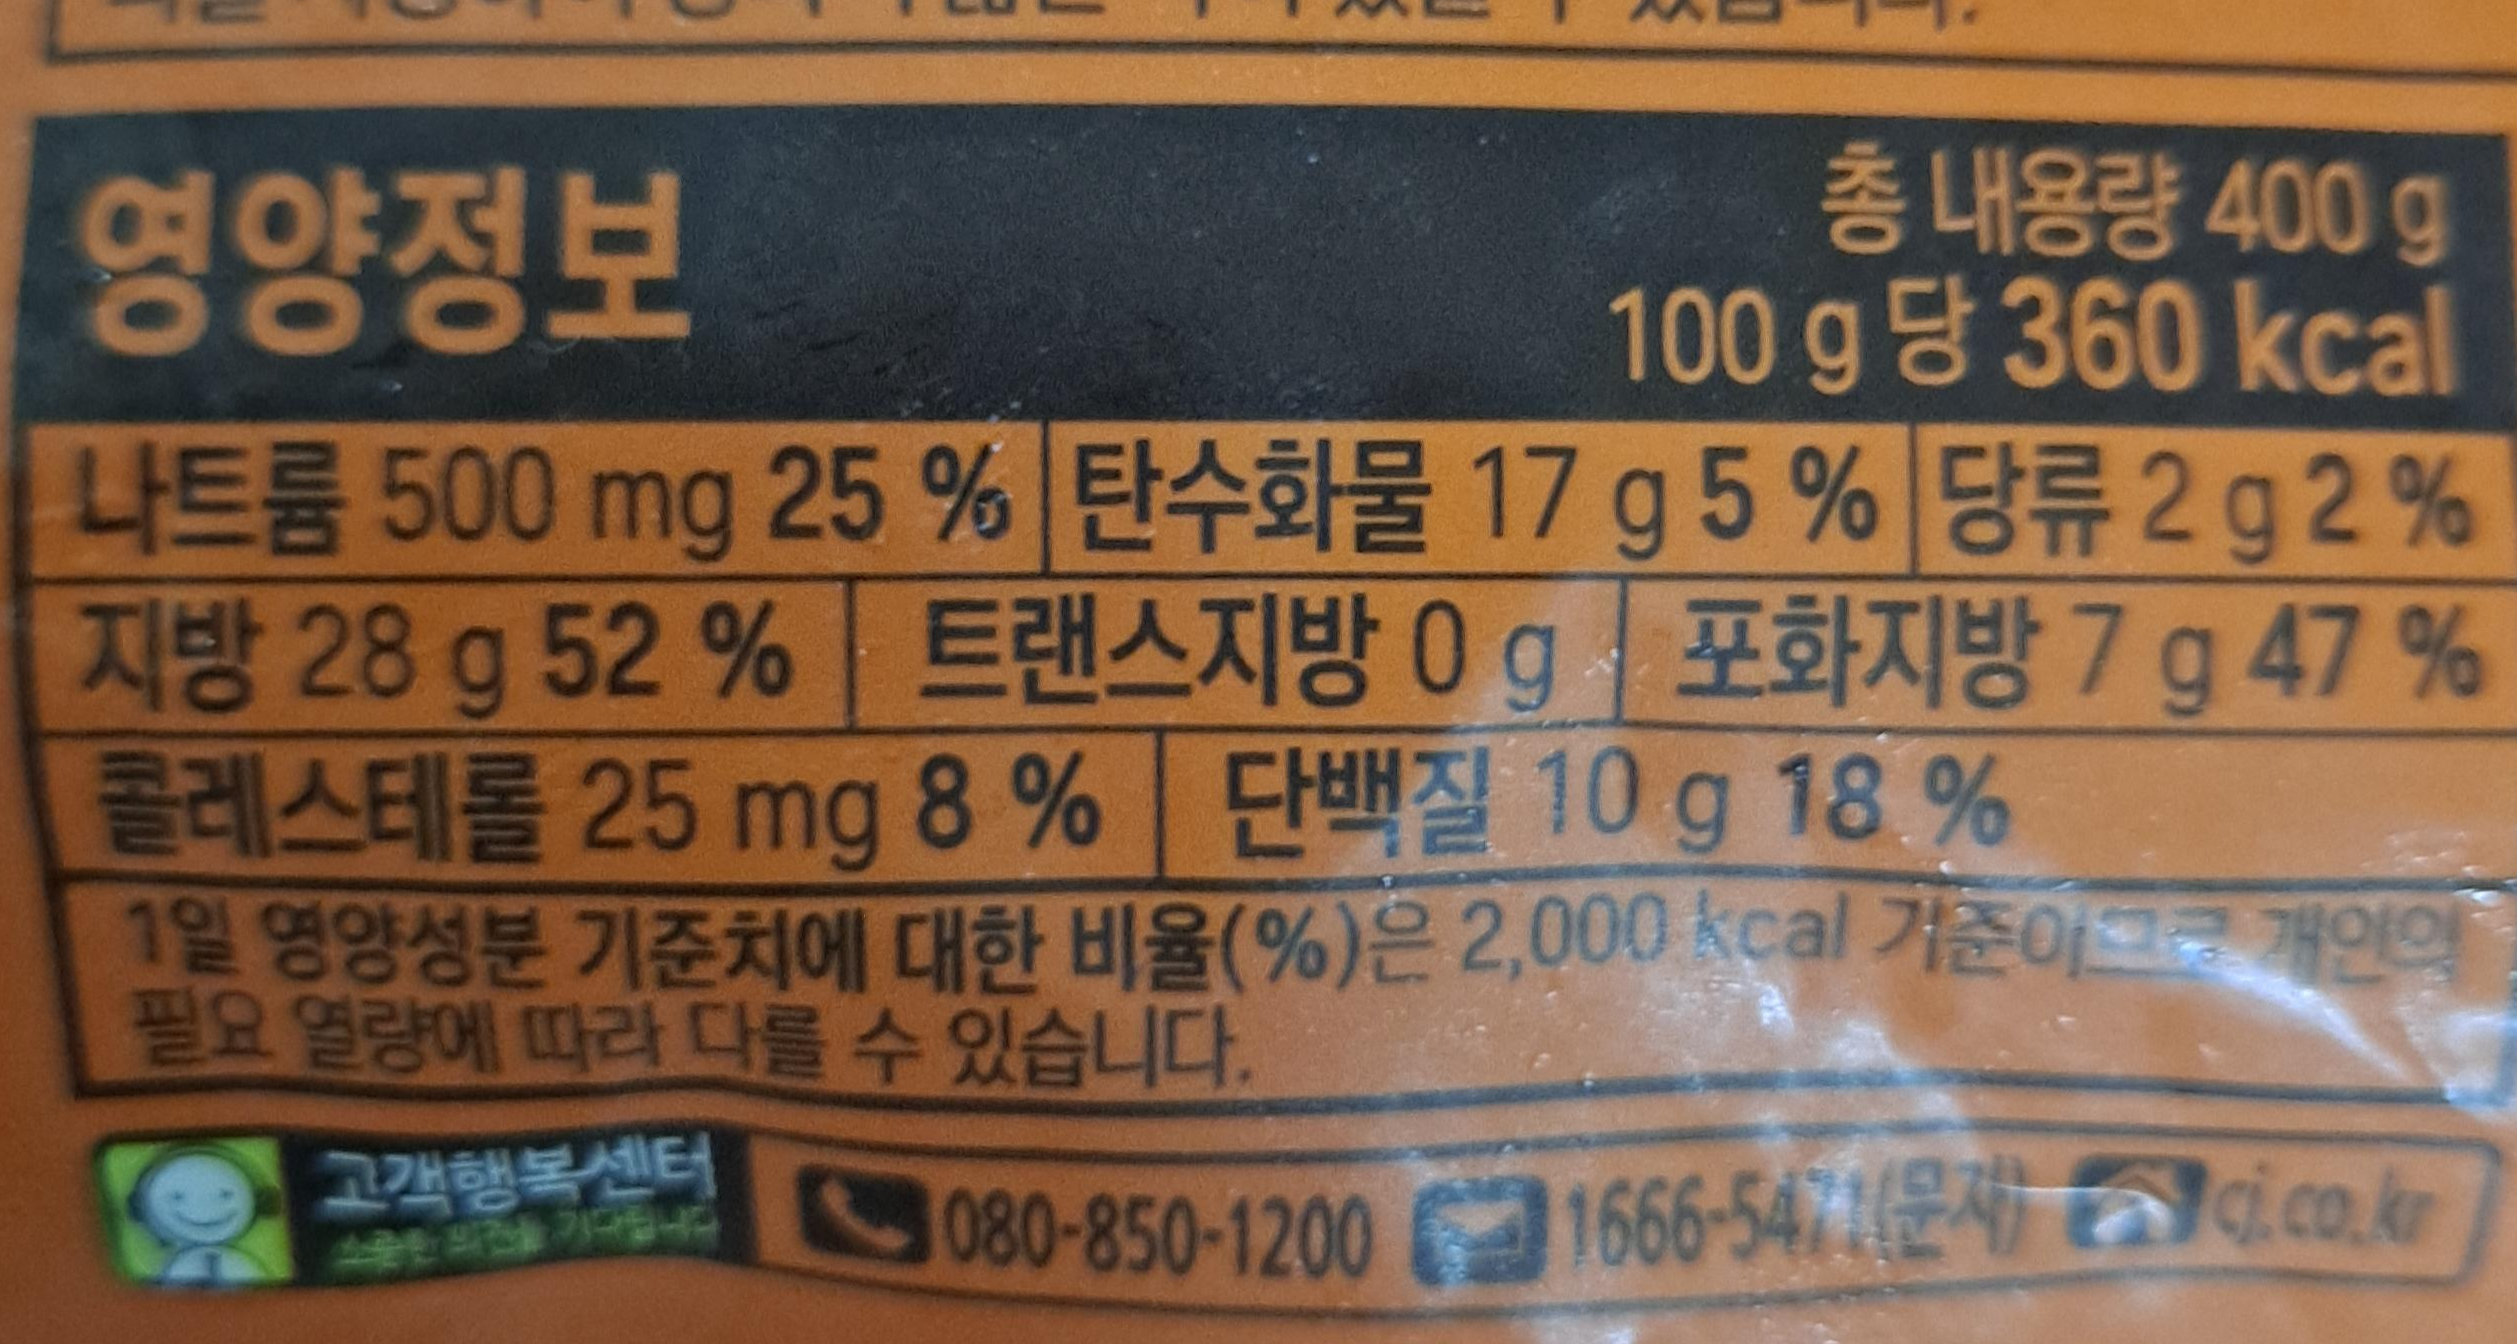 영양정보
총 내용량 400 g
100 g 당 360 kcal
나트륨 500 mg 25 % 탄수화물 17 g 5 % 당류 2 g 2 %
지방 28 g 52 % 트랜스지방 0 g 포화지방 7 g 47 %
콜레스테롤 25 mg 8 % 단백질 10 g 18 %
1일 영양성분 기준치에 대한 비율(%)은 2,000 kcal 기준이므로 개인의
필요 열량에 따라 다를 수 있습니다.
고객행복센터
080-850-1200 1666-5471(문자) cj.co.kr